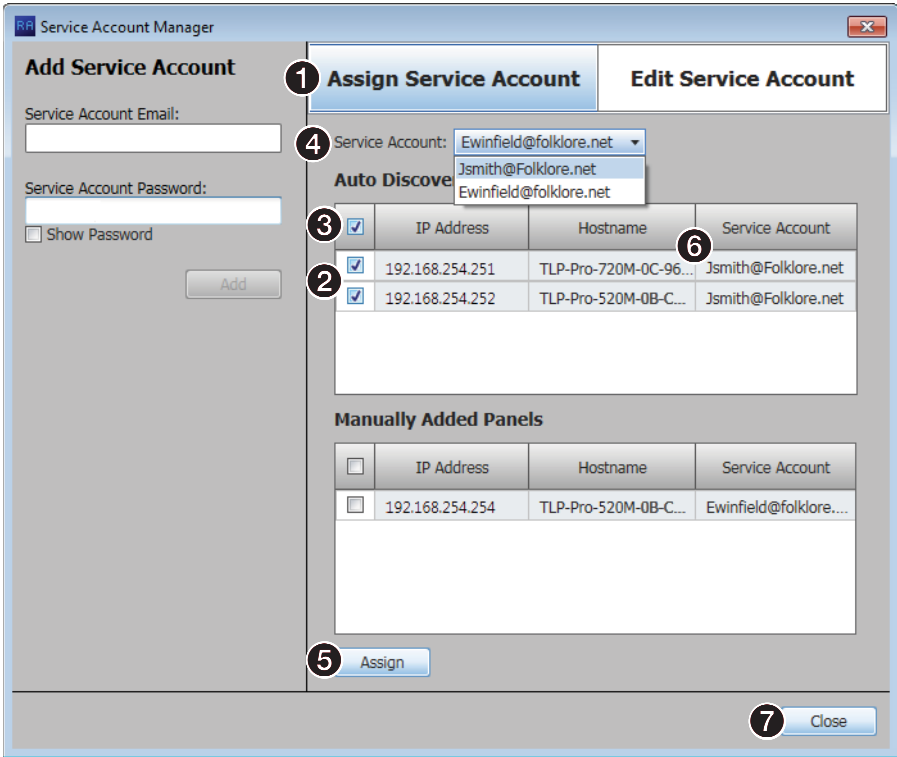 RA Service Account Manager
Add Service Account
Service Account Email:
Service Account Password:
Show Password
Add
1 Assign Service Account
Edit Service Account
4 Service Account: Ewinfield@folklore.net
Jsmith@Folklore.net
Ewinfield@folklore.net
Auto Discove
3 IP Address Hostname 6 Service Account
192.168.254.251 TLP-Pro-720M-0C-96... Jsmith@Folklore.net
2 192.168.254.252 TLP-Pro-520M-0B-C... Jsmith@Folklore.net
Manually Added Panels
IP Address Hostname Service Account
192.168.254.254 TLP-Pro-520M-0B-C... Ewinfield@folklore....
5 Assign
7 Close